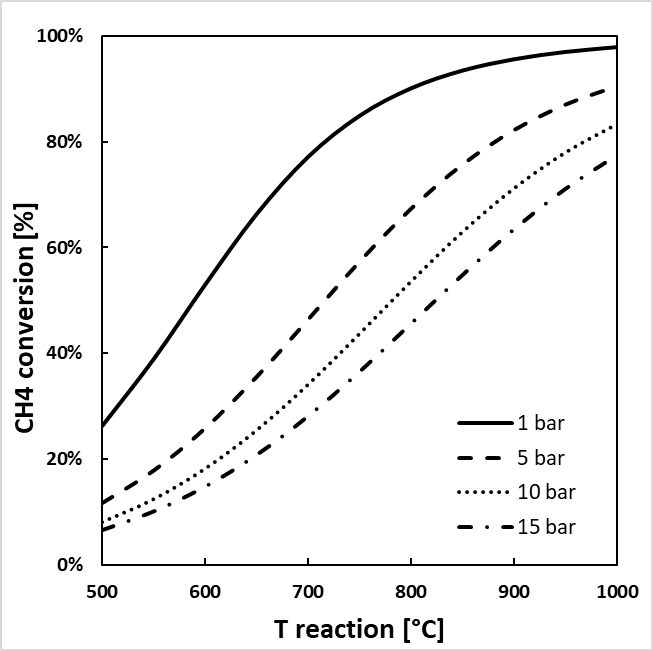 100%
80%
60%
40%
20%
0%
CH4 conversion [%]
500 600 700 800 900 1000
T reaction [°C]
1 bar
5 bar
10 bar
15 bar